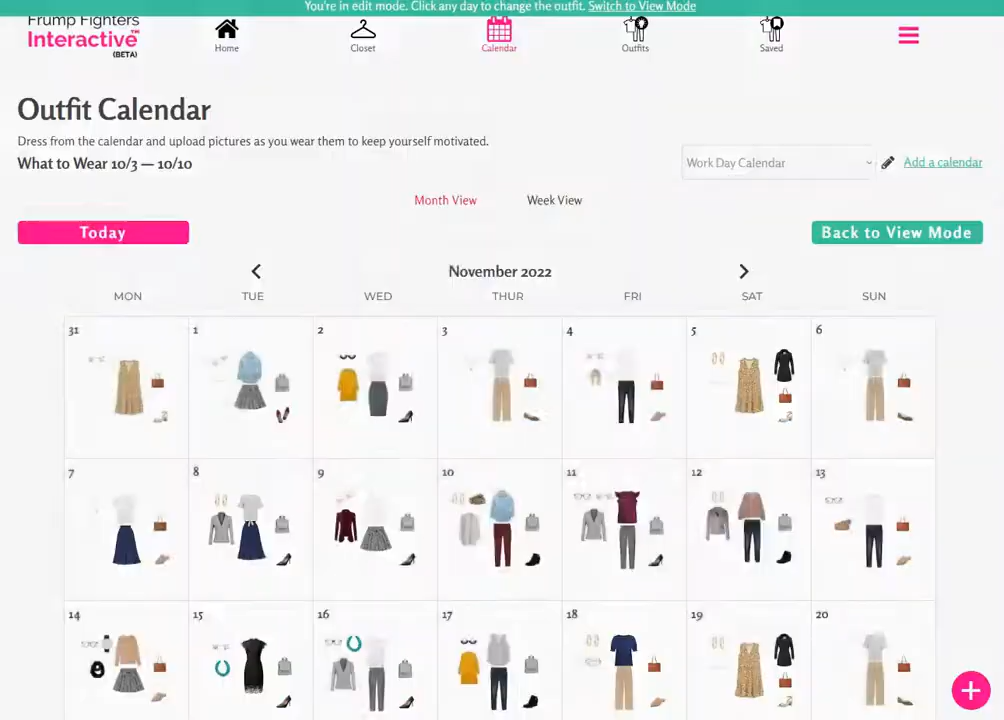 You're in edit mode. Click any day to change the outfit. Switch to View Mode
Frump Fighters
Interactive™
(BETA)
Home
Closet
Calendar
Outfits
Saved
Outfit Calendar
Dress from the calendar and upload pictures as you wear them to keep yourself motivated.
What to Wear 10/3 — 10/10
Work Day Calendar
Add a calendar
Month View
Week View
Today
Back to View Mode
November 2022
MON TUE WED THUR FRI SAT SUN
31 1 2 3 4 5 6
7 8 9 10 11 12 13
14 15 16 17 18 19 20